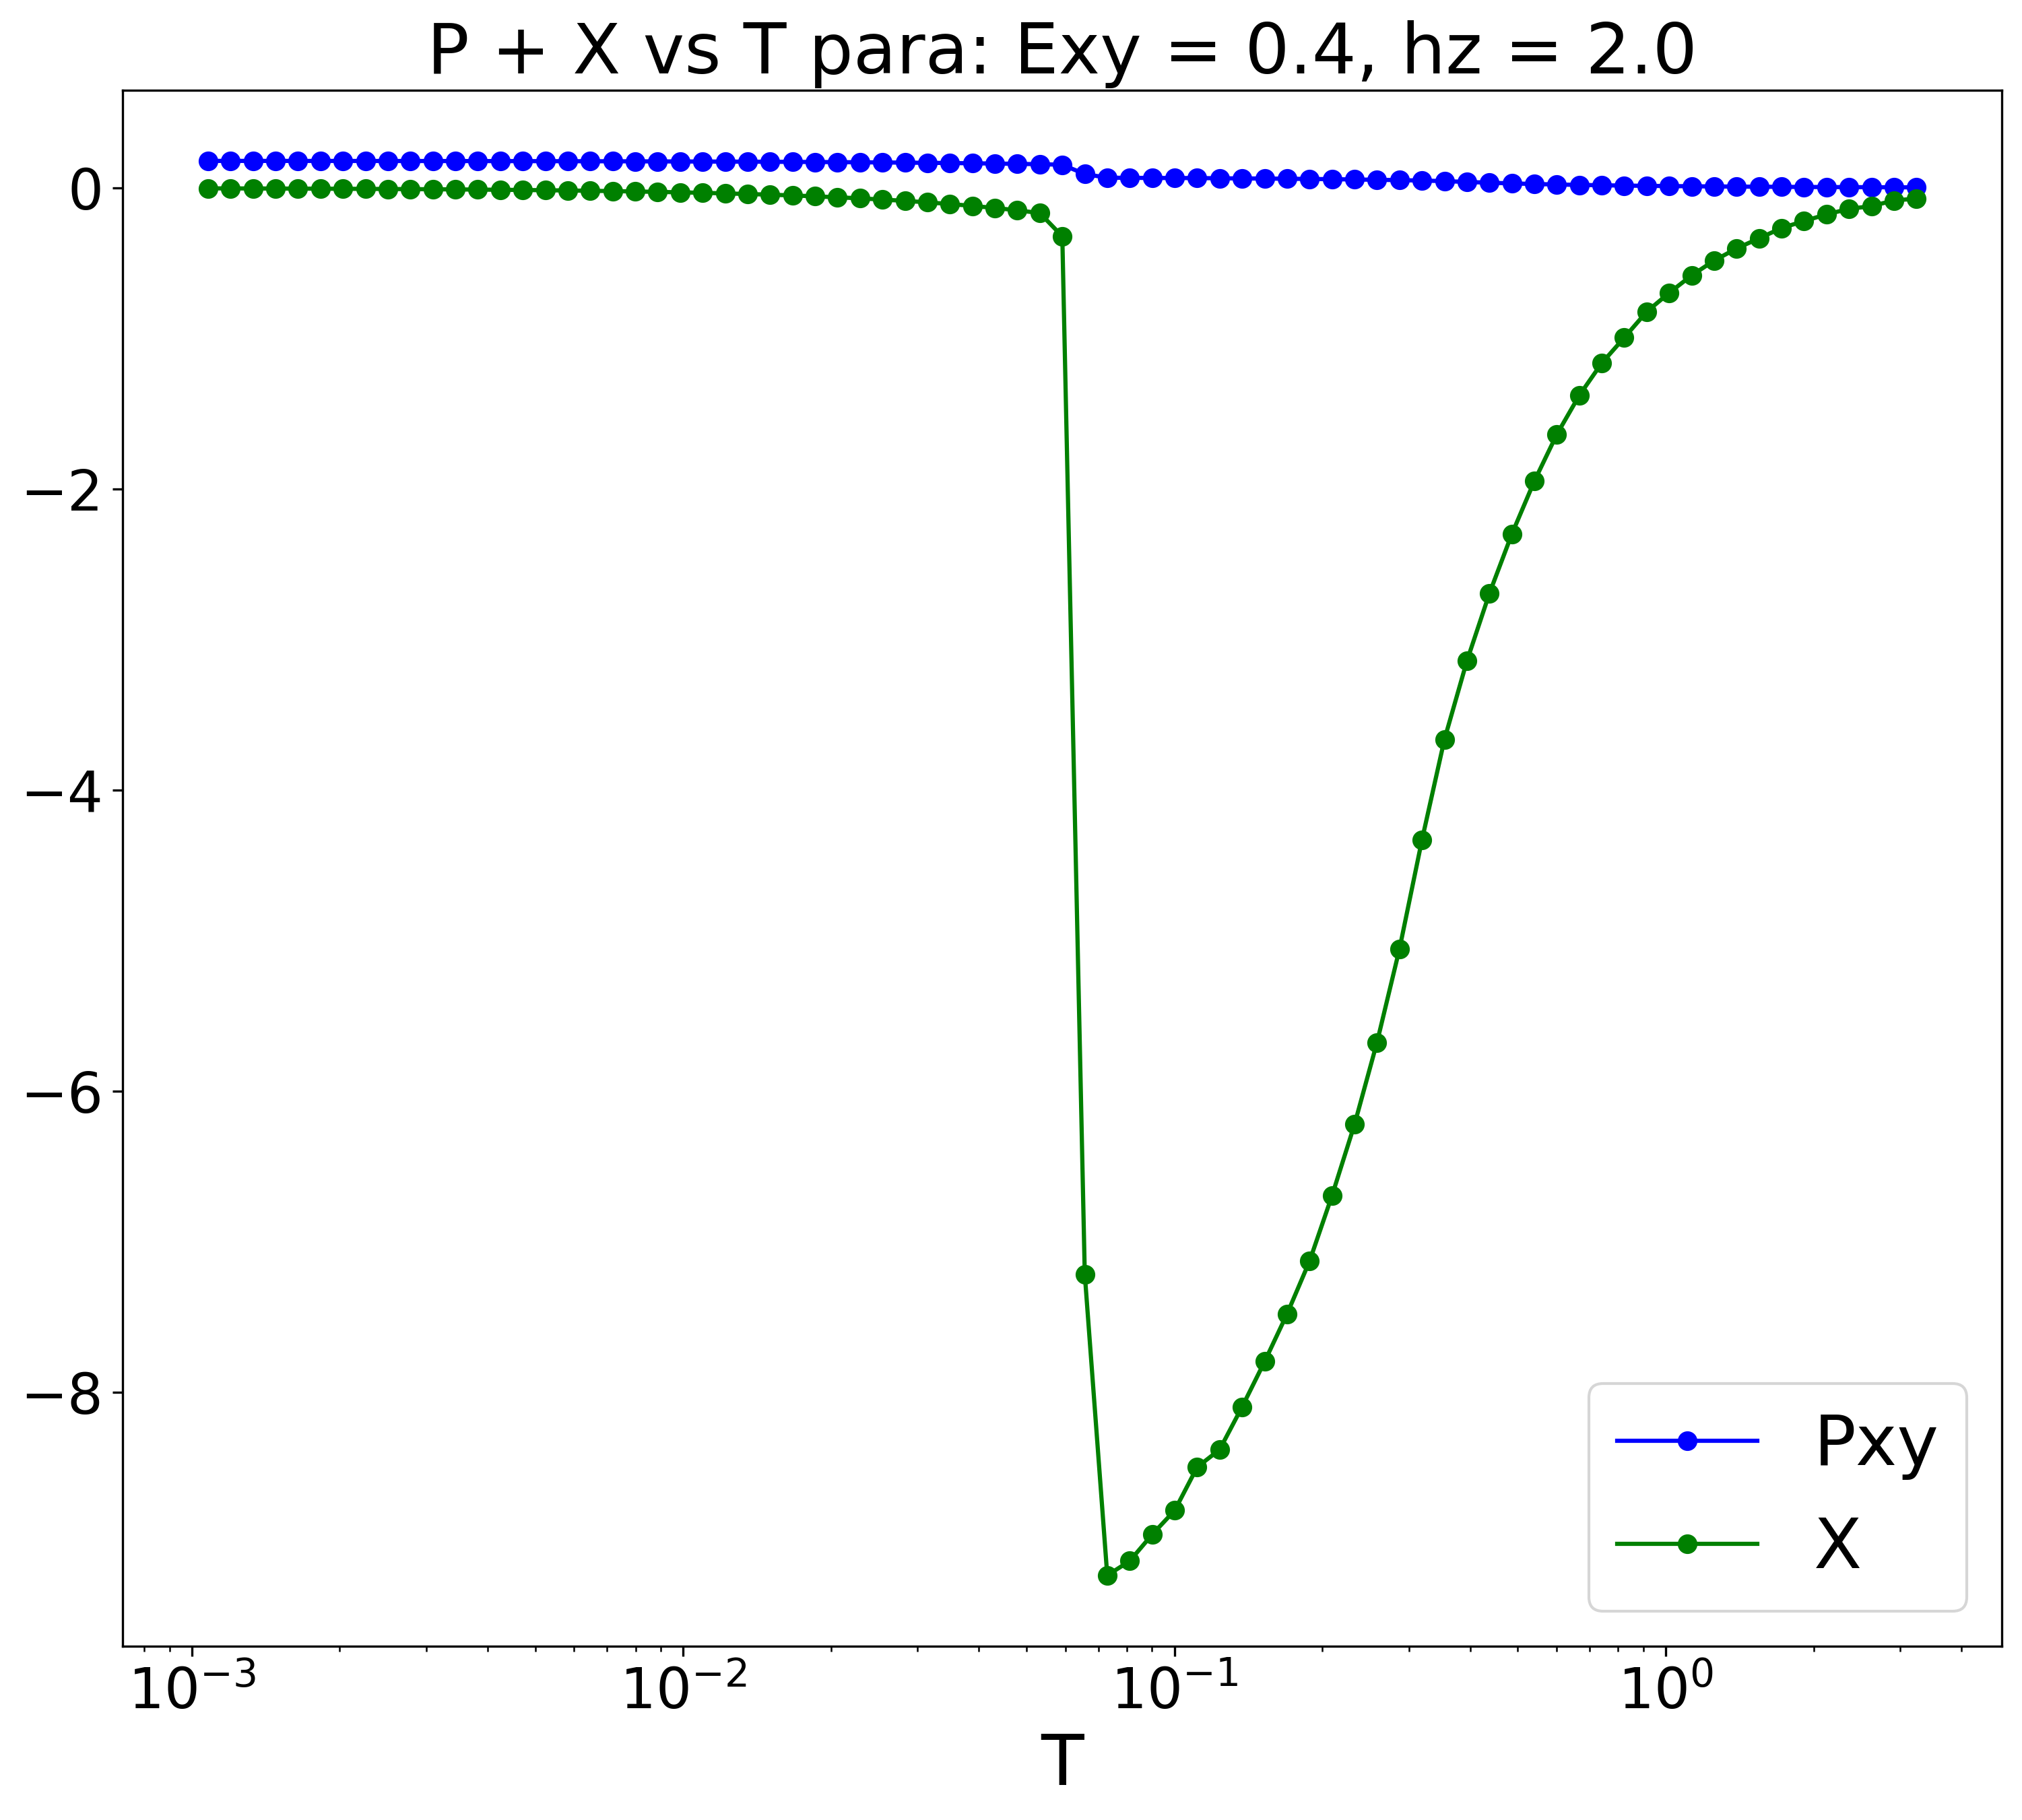 P + X vs T para: Exy = 0.4, hz = 2.0
0
−2
−4
−6
−8
Pxy
X
10⁻³ 10⁻² 10⁻¹ 10⁰
T